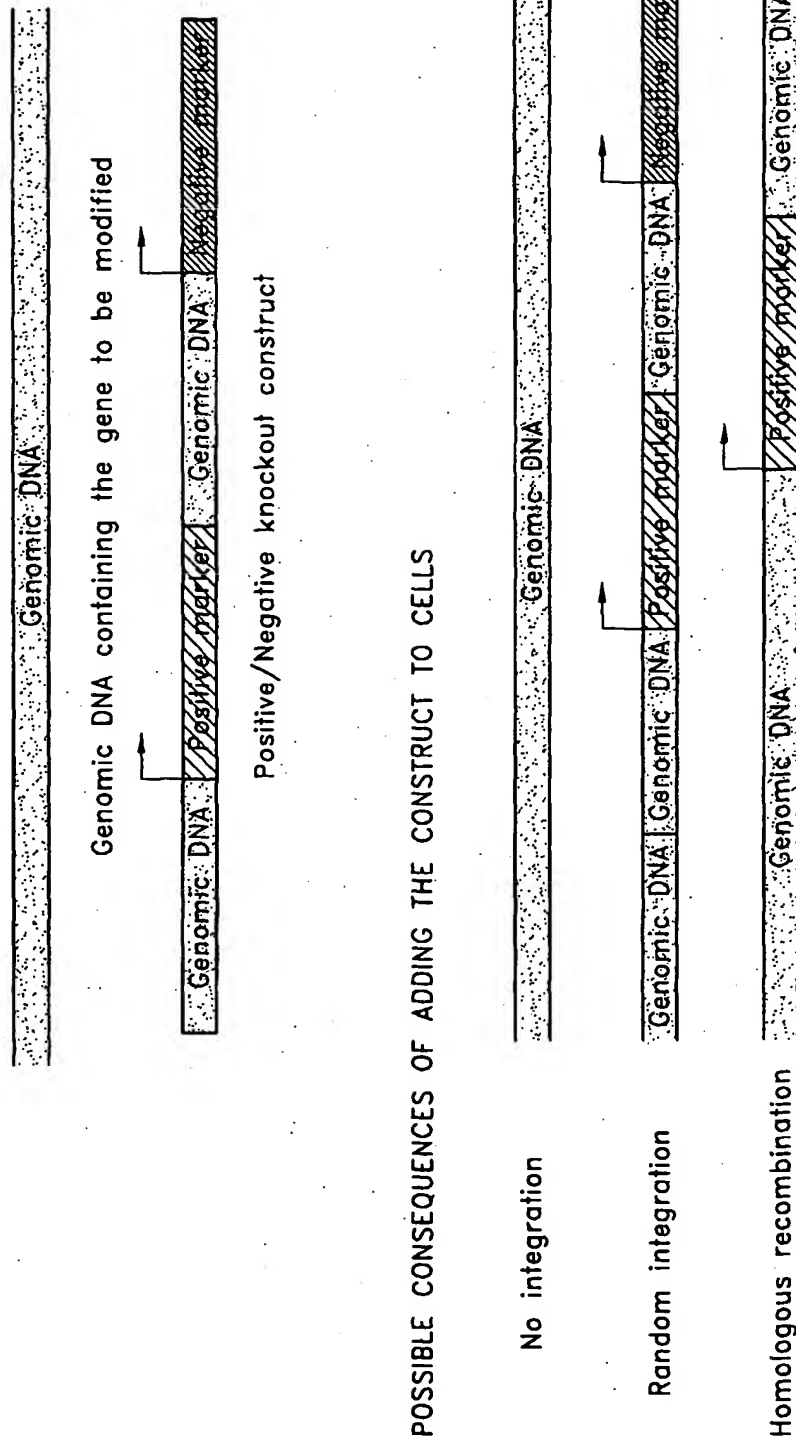 Genomic DNA
Genomic DNA containing the gene to be modified
Genomic DNA Positive marker Genomic DNA Negative marker
Positive/Negative knockout construct
POSSIBLE CONSEQUENCES OF ADDING THE CONSTRUCT TO CELLS
No integration Genomic DNA
Random integration Genomic DNA Genomic DNA Positive marker Genomic DNA Negative
Homologous recombination Genomic DNA Positive marker Genomic DNA